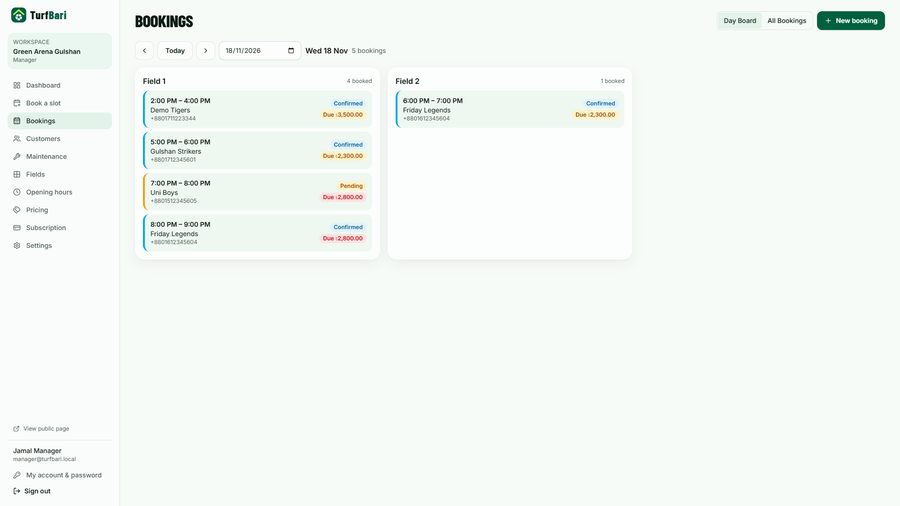 TurfBari
WORKSPACE
Green Arena Gulshan
Manager
Dashboard
Book a slot
Bookings
Customers
Maintenance
Fields
Opening hours
Pricing
Subscription
Settings
View public page
Jamal Manager
manager@turfbari.local
My account & password
Sign out
BOOKINGS
Day Board
All Bookings
+ New booking
Today
18/11/2026
Wed 18 Nov 5 bookings
Field 1
4 booked
2:00 PM – 4:00 PM
Confirmed
Demo Tigers
Due ৳3,500.00
+8801711223344
5:00 PM – 6:00 PM
Confirmed
Gulshan Strikers
Due ৳2,300.00
+8801712345601
7:00 PM – 8:00 PM
Pending
Uni Boys
Due ৳2,800.00
+8801512345605
8:00 PM – 9:00 PM
Confirmed
Friday Legends
Due ৳2,800.00
+8801612345604
Field 2
1 booked
6:00 PM – 7:00 PM
Confirmed
Friday Legends
Due ৳2,300.00
+8801612345604